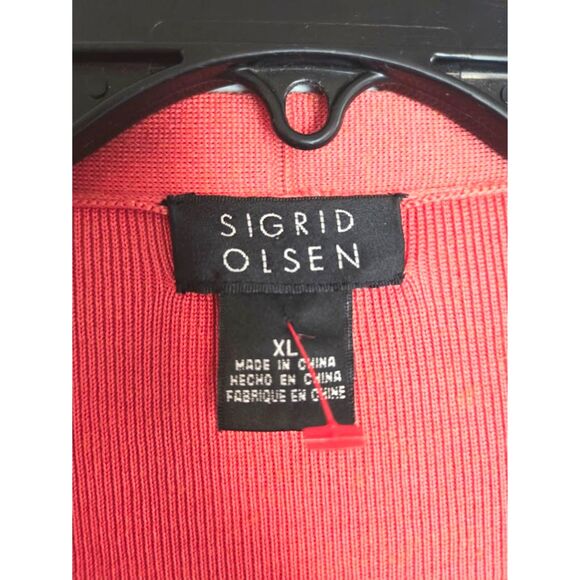 SIGRID
OLSEN
XL
MADE IN CHINA
HECHO EN CHINA
FABRIQUE EN CHINE